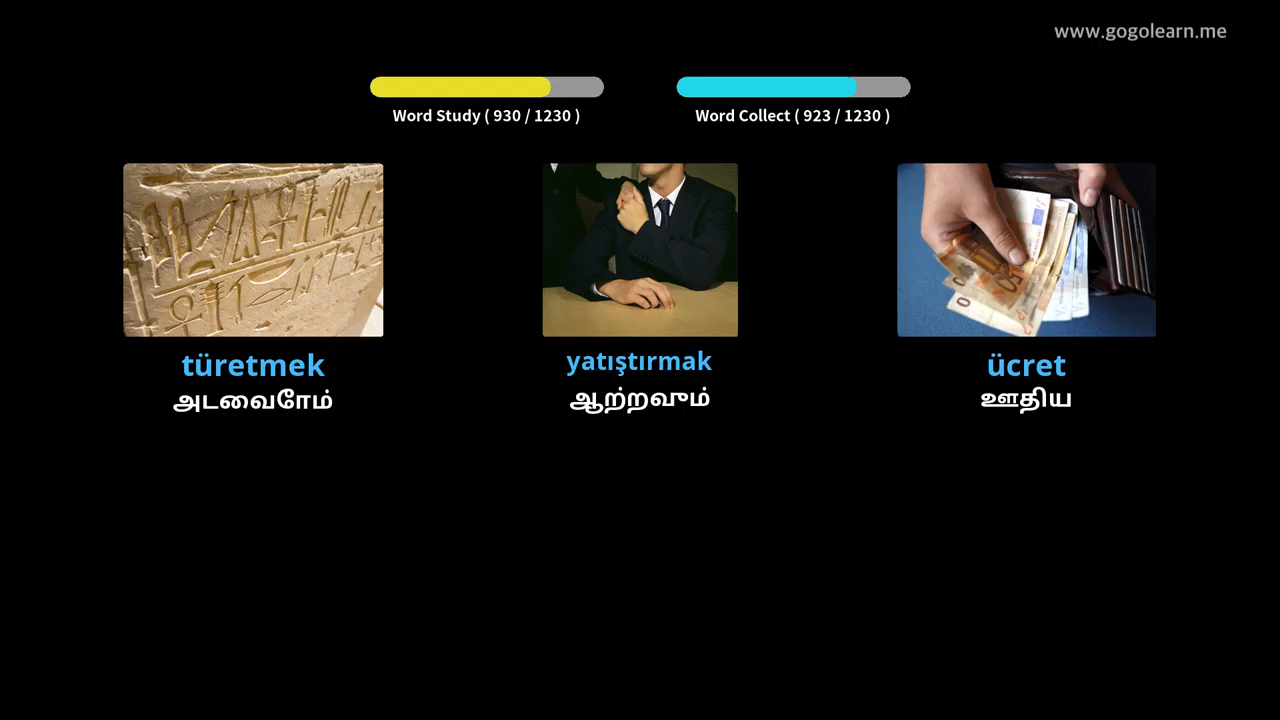 www.gogolearn.me
Word Study ( 930 / 1230 )
Word Collect ( 923 / 1230 )
türetmek
yatıştırmak
ücret
அடவைரோம்
ஆற்றவும்
ஊதிய